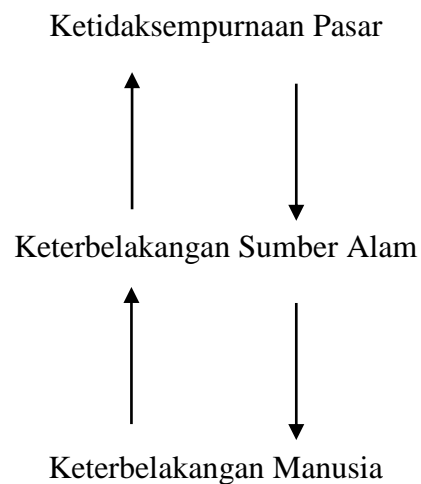 Ketidaksempurnaan Pasar
Keterbelakangan Sumber Alam
Keterbelakangan Manusia